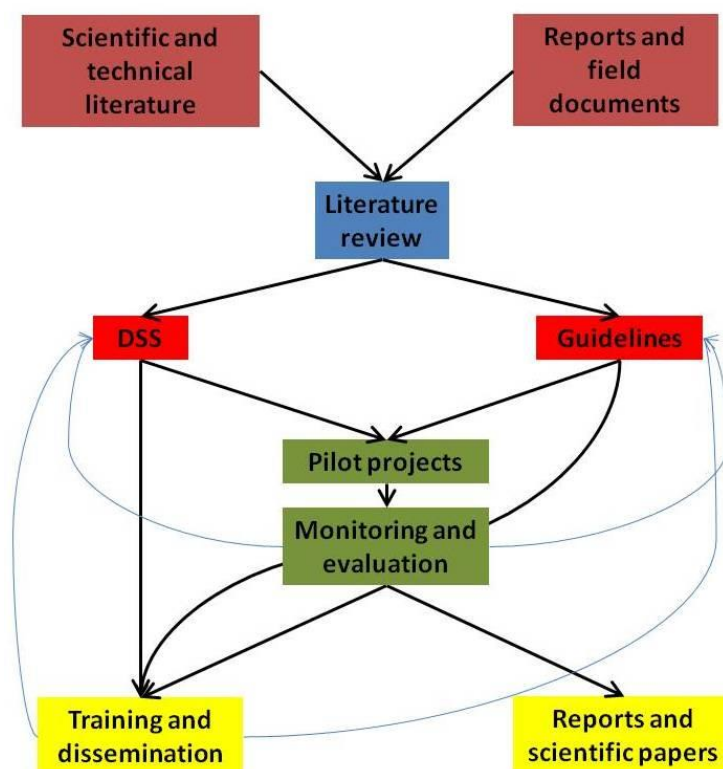 Scientific and
technical
literature
Reports and
field
documents
Literature
review
DSS
Guidelines
Pilot projects
Monitoring and
evaluation
Training and
dissemination
Reports and
scientific papers